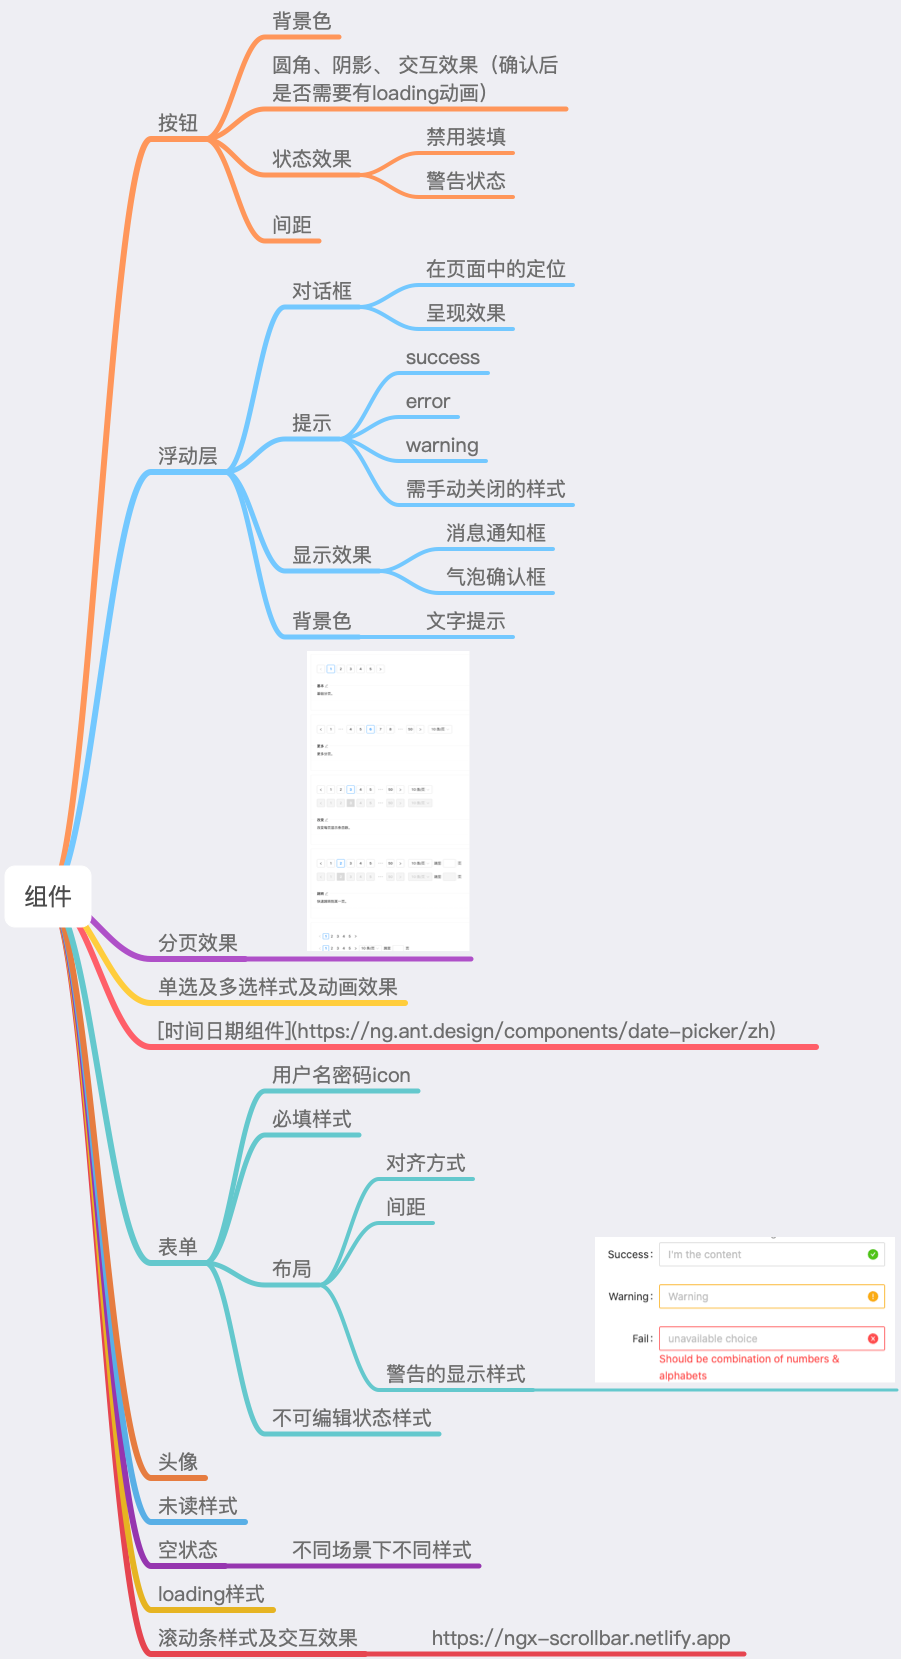 背景色
圆角、阴影、 交互效果（确认后
是否需要有loading动画）
按钮
禁用装填
状态效果
警告状态
间距
在页面中的定位
对话框
呈现效果
success
error
提示
warning
浮动层
需手动关闭的样式
消息通知框
显示效果
气泡确认框
背景色
文字提示
组件
分页效果
单选及多选样式及动画效果
[时间日期组件](https://ng.ant.design/components/date-picker/zh)
用户名密码icon
必填样式
对齐方式
间距
表单
布局
Success:
I'm the content
Warning:
Warning
Fail:
unavailable choice
Should be combination of numbers &
alphabets
警告的显示样式
不可编辑状态样式
头像
未读样式
空状态
不同场景下不同样式
loading样式
滚动条样式及交互效果
https://ngx-scrollbar.netlify.app